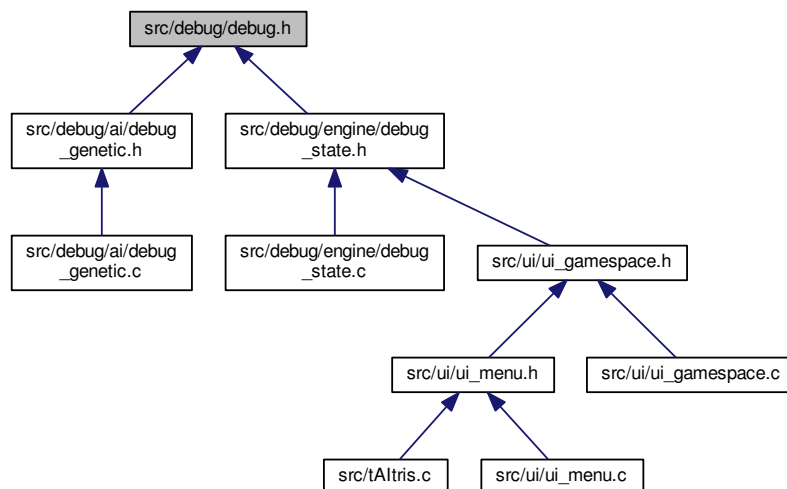 src/debug/debug.h
src/debug/ai/debug
_genetic.h
src/debug/engine/debug
_state.h
src/debug/ai/debug
_genetic.c
src/debug/engine/debug
_state.c
src/ui/ui_gamespace.h
src/ui/ui_menu.h
src/ui/ui_gamespace.c
src/tAItris.c
src/ui/ui_menu.c